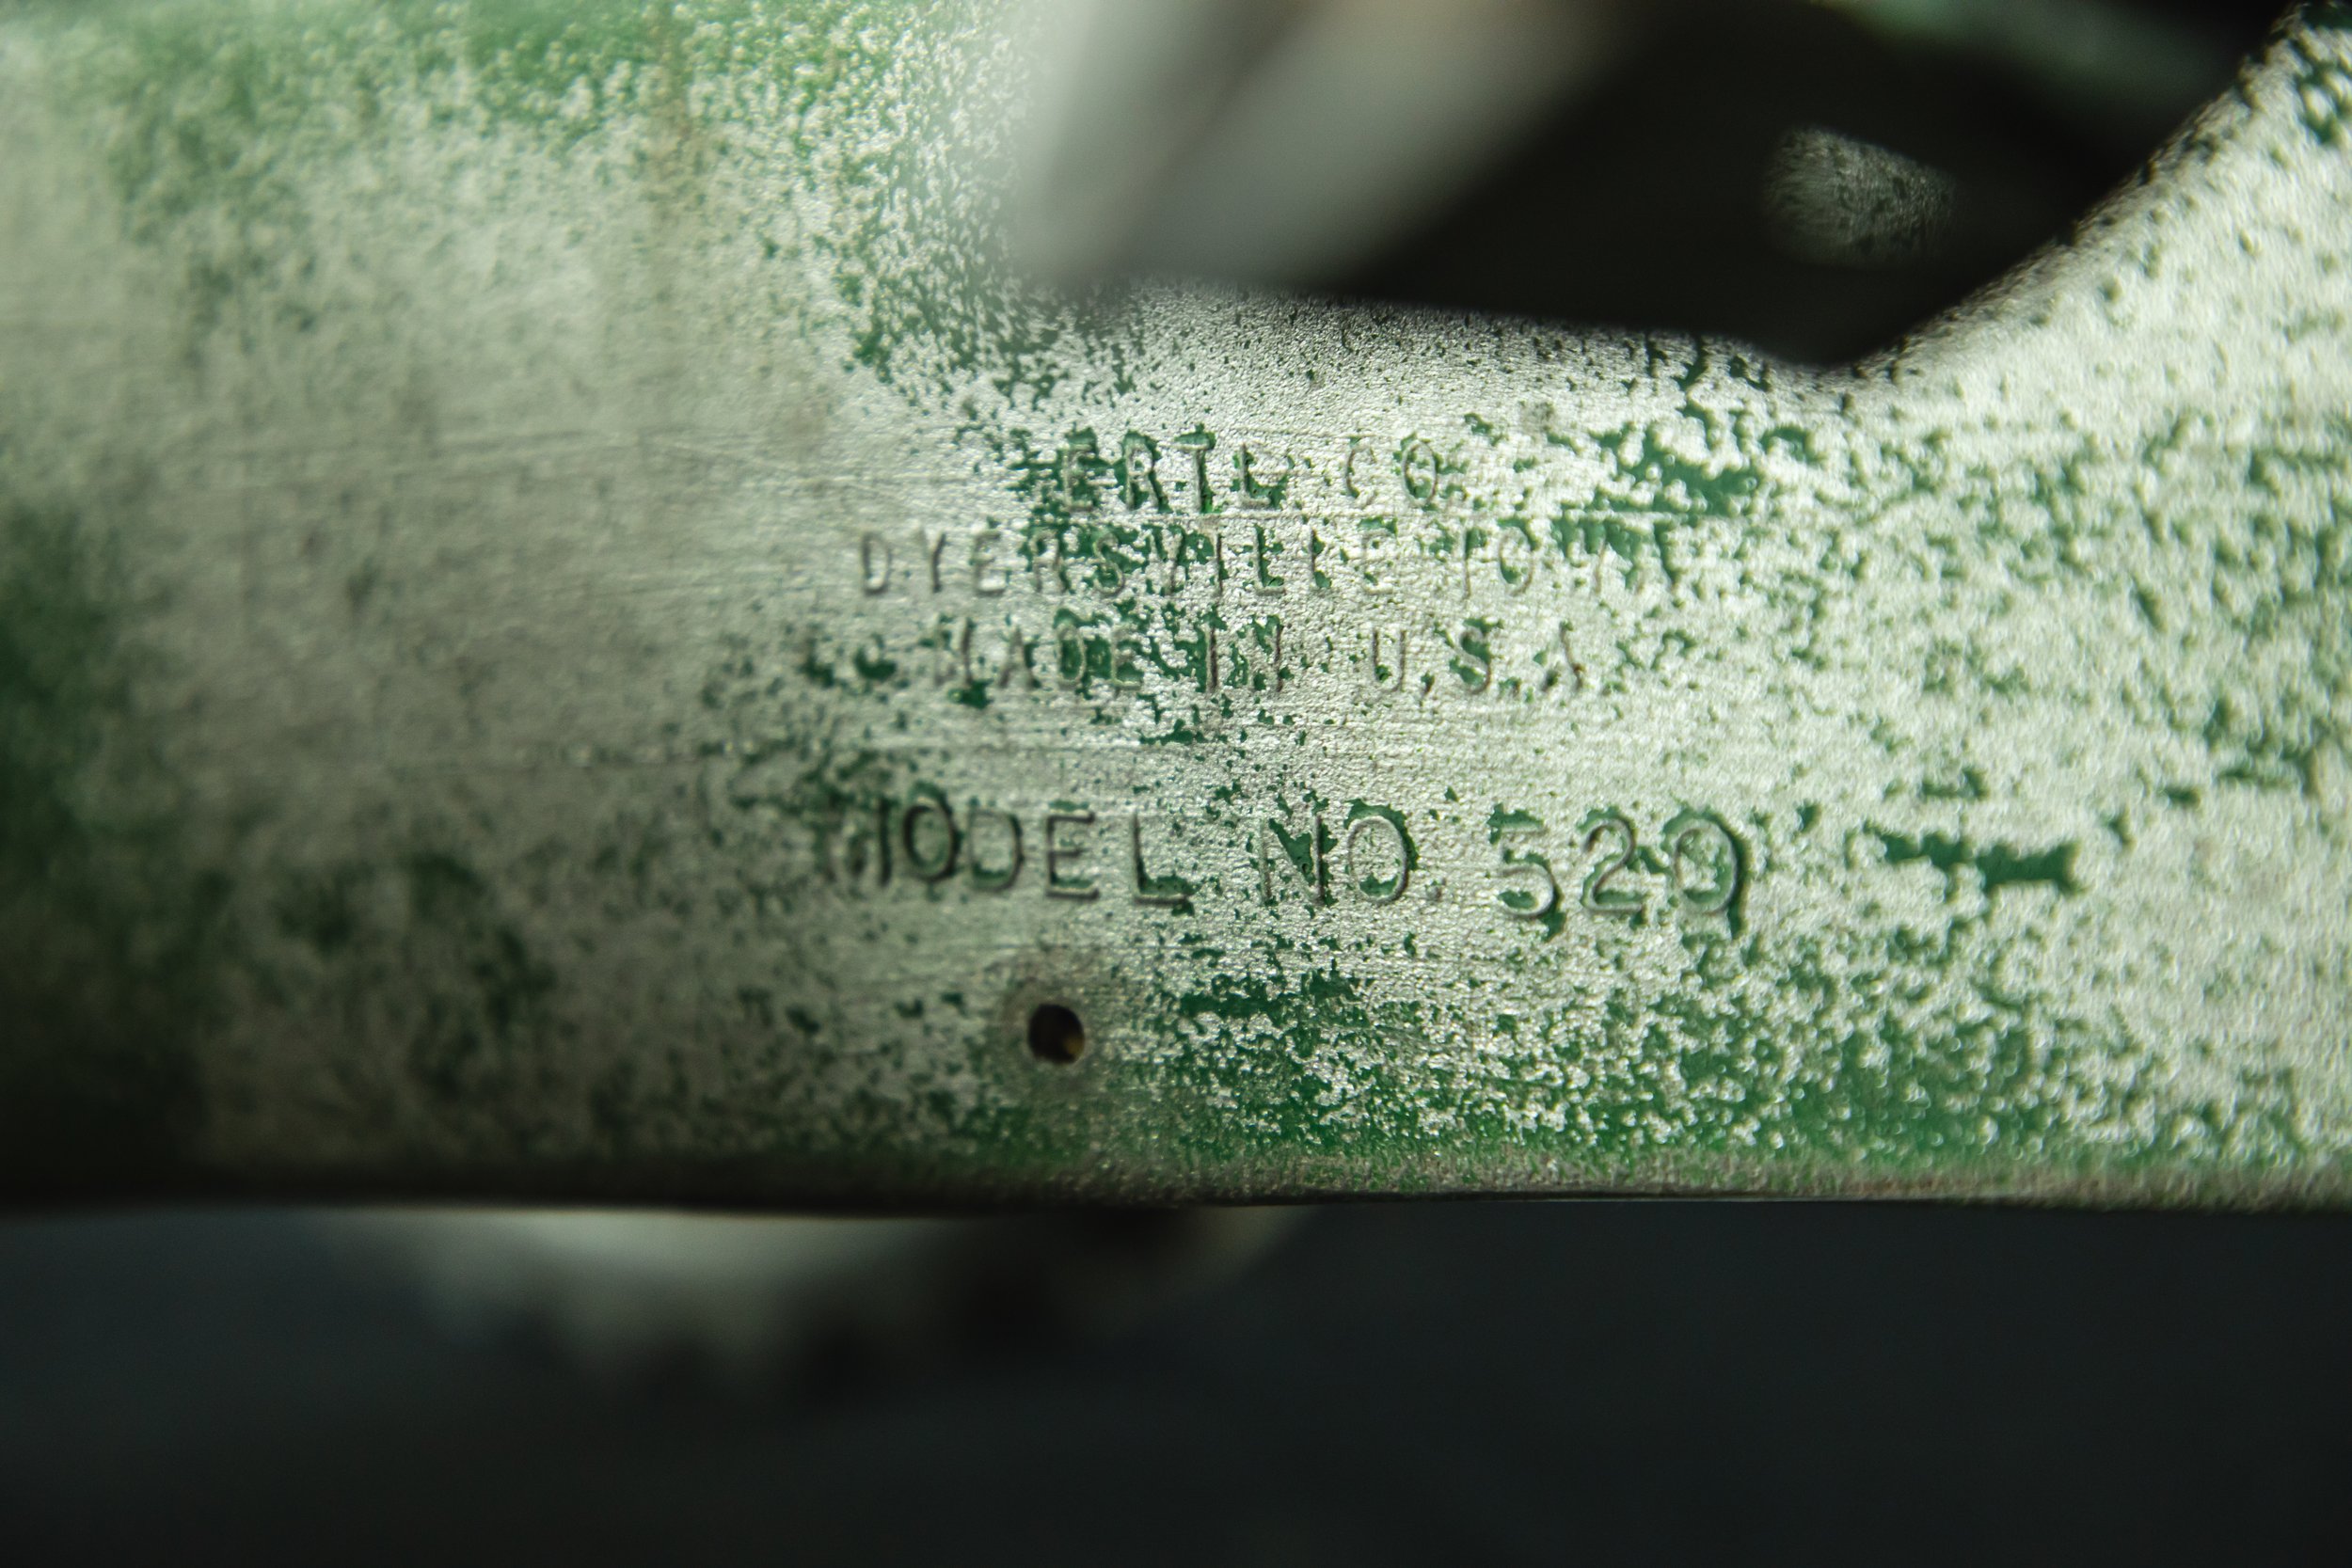 ERTL CO.
DYERSVILLE IOWA
MADE IN U.S.A.
MODEL NO. 520